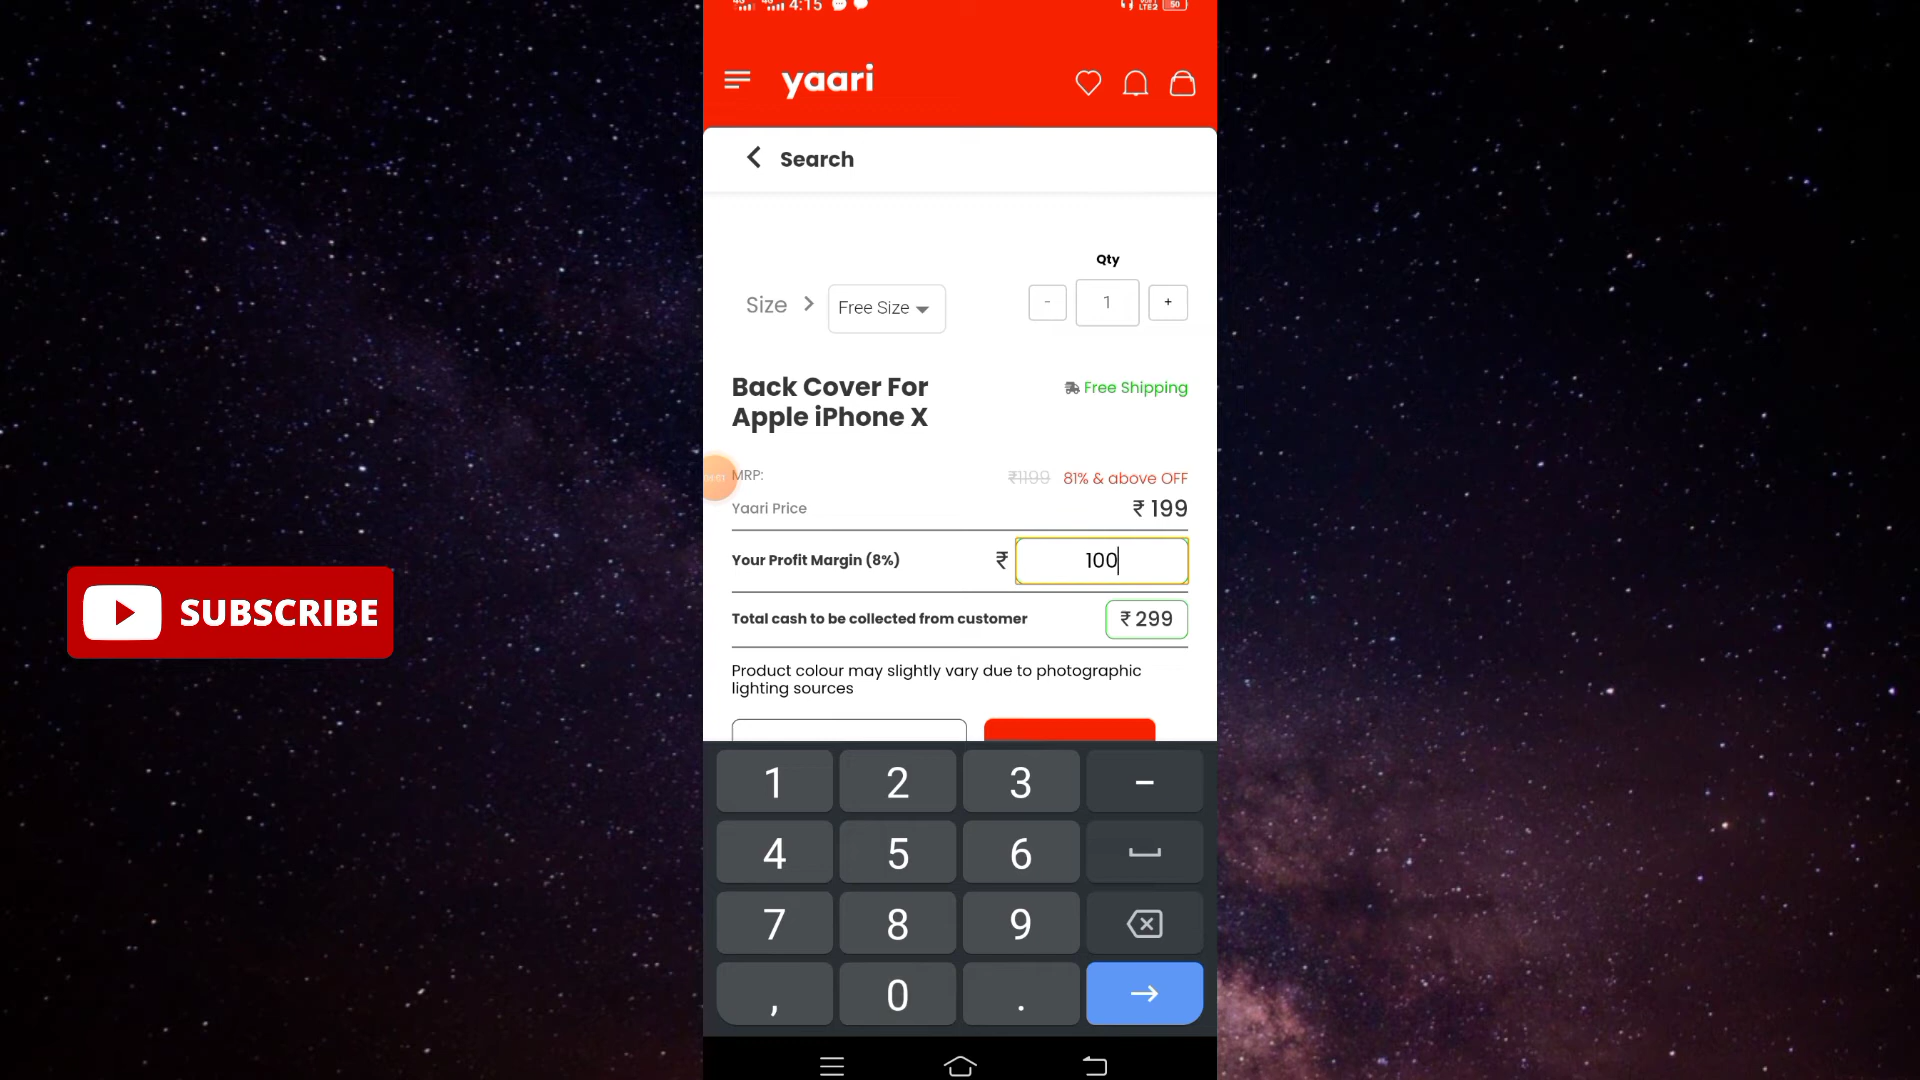 4:15
LTE2 50
yaari
Search
Qty
Size > Free Size
- 1 +
Back Cover For
Apple iPhone X
Free Shipping
MRP: ₹1199 81% & above OFF
Yaari Price ₹ 199
Your Profit Margin (8%) ₹ 100
Total cash to be collected from customer ₹ 299
Product colour may slightly vary due to photographic
lighting sources
SUBSCRIBE
1 2 3 -
4 5 6
7 8 9
, 0 . →